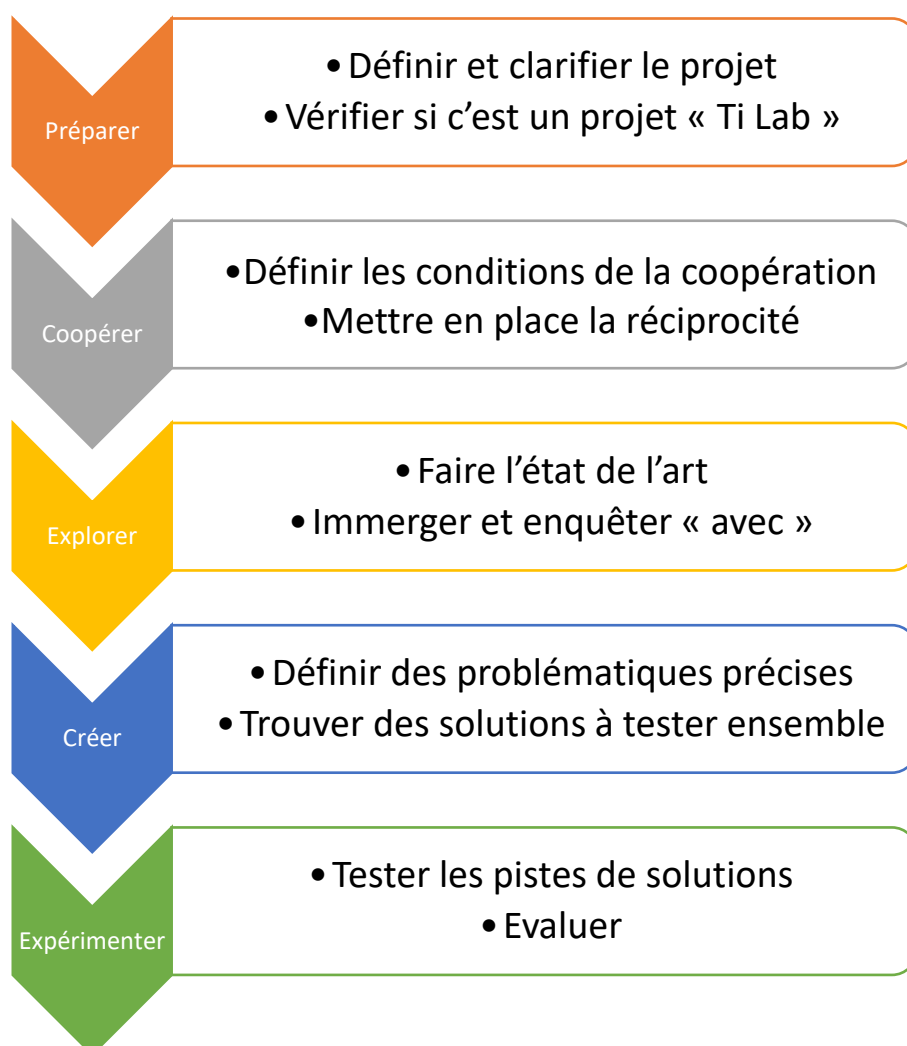 Préparer
• Définir et clarifier le projet
• Vérifier si c’est un projet « Ti Lab »
Coopérer
•Définir les conditions de la coopération
•Mettre en place la réciprocité
Explorer
• Faire l’état de l’art
• Immerger et enquêter « avec »
Créer
• Définir des problématiques précises
• Trouver des solutions à tester ensemble
Expérimenter
• Tester les pistes de solutions
• Evaluer